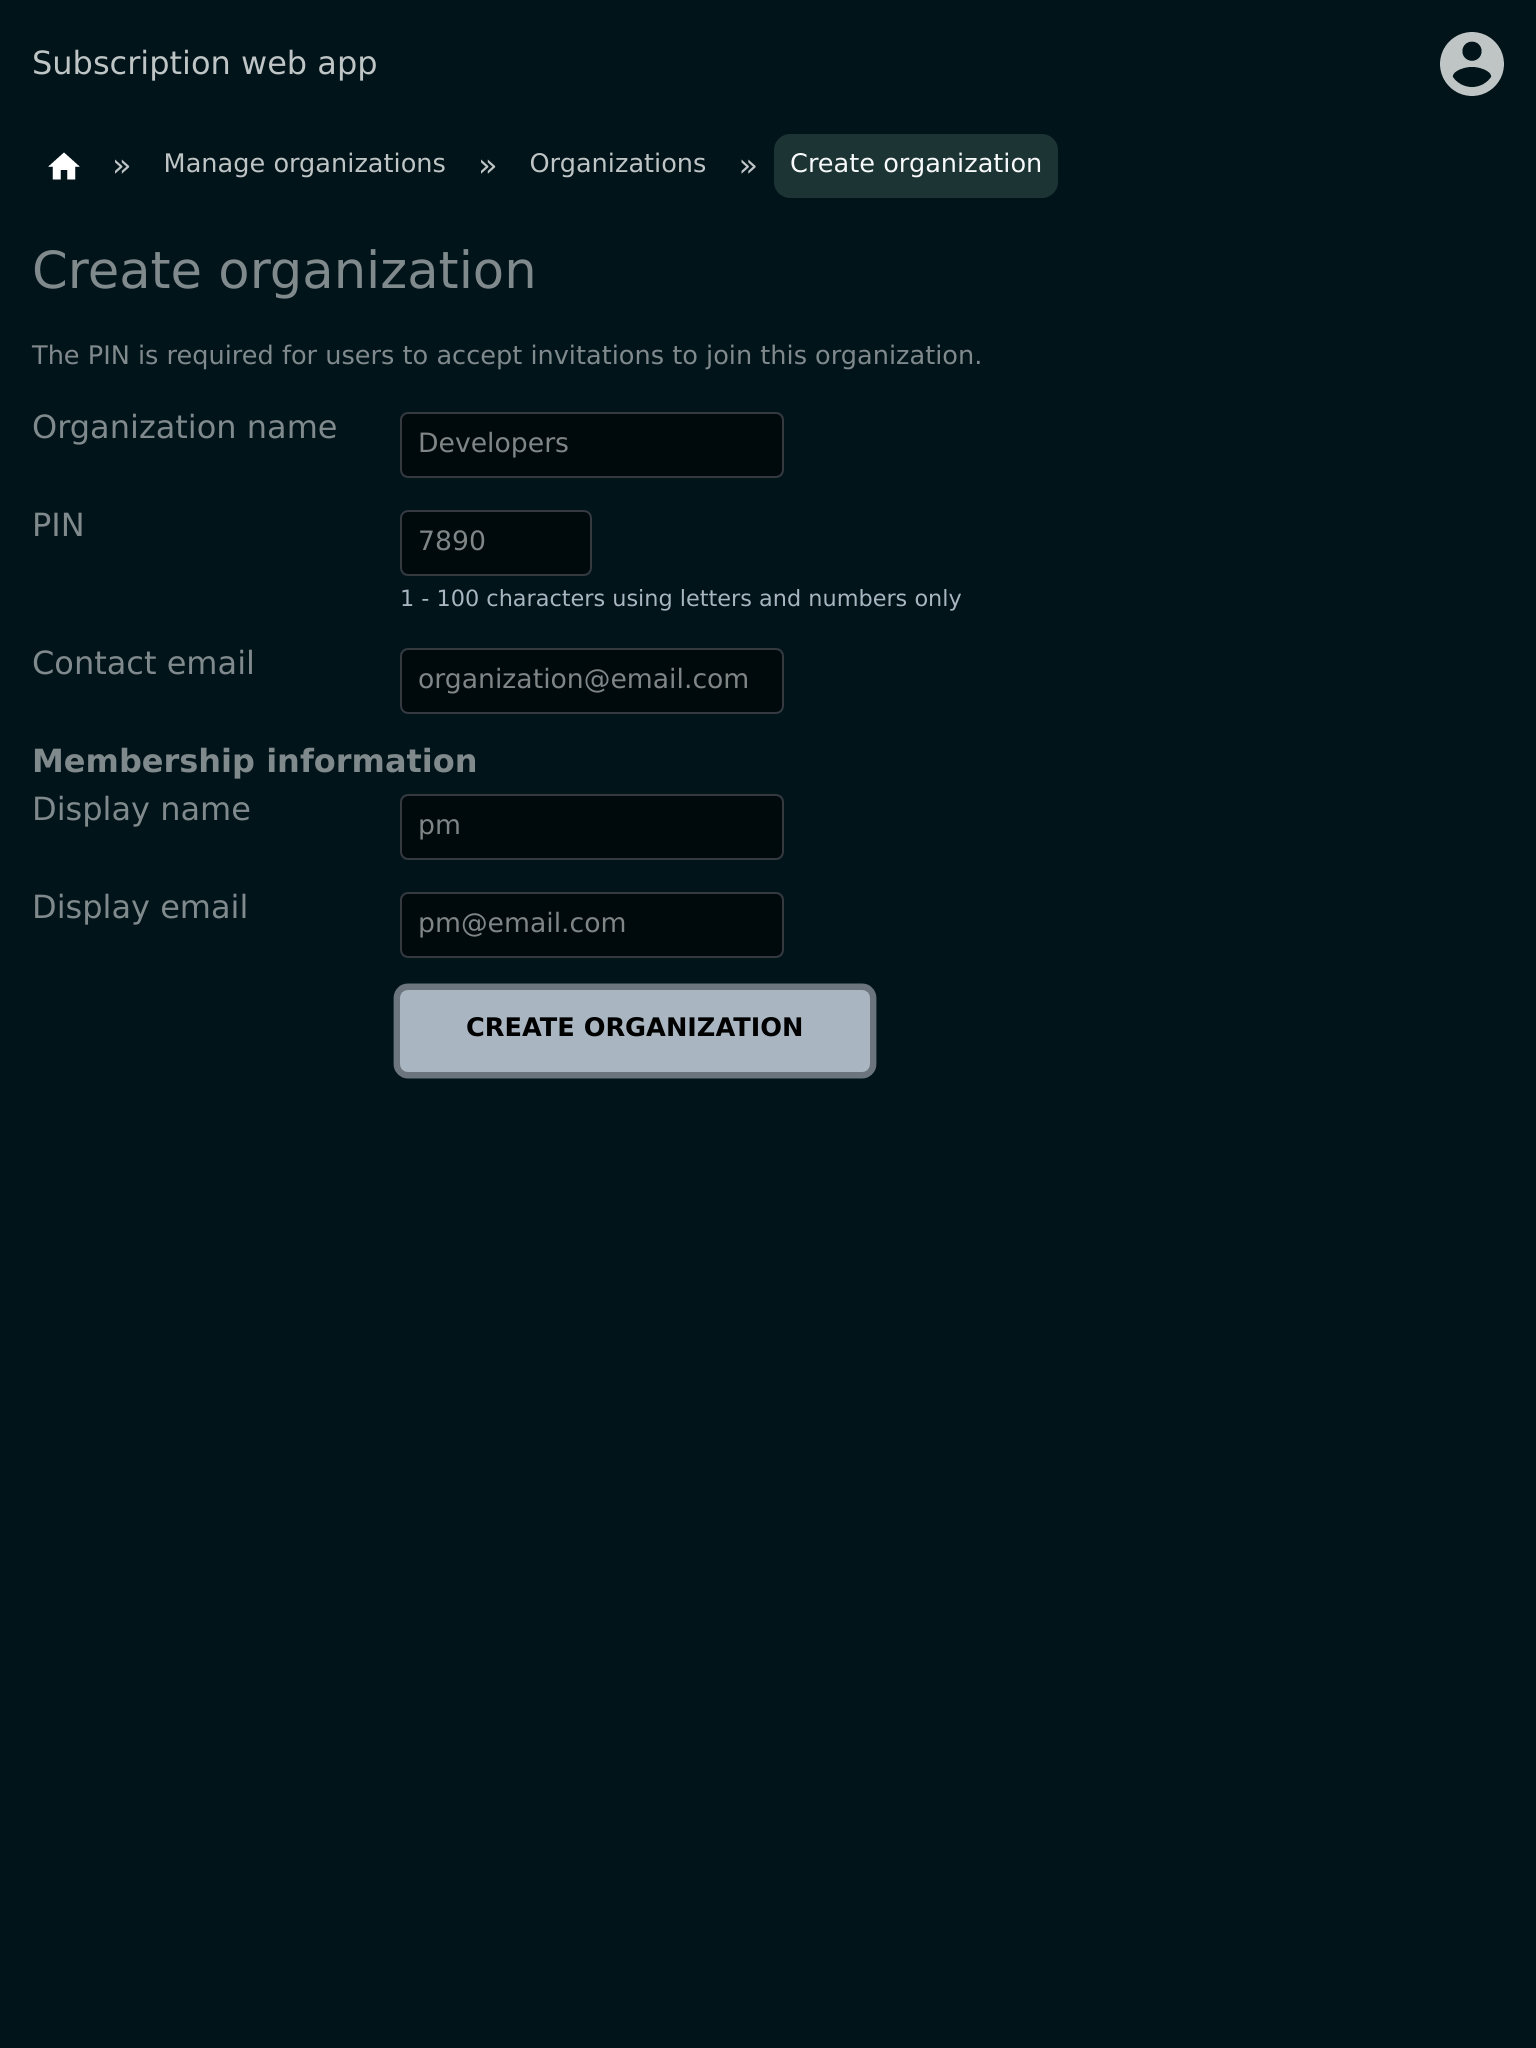 Subscription web app
» Manage organizations » Organizations » Create organization
Create organization
The PIN is required for users to accept invitations to join this organization.
Organization name Developers
PIN 7890
1 - 100 characters using letters and numbers only
Contact email organization@email.com
Membership information
Display name pm
Display email pm@email.com
CREATE ORGANIZATION